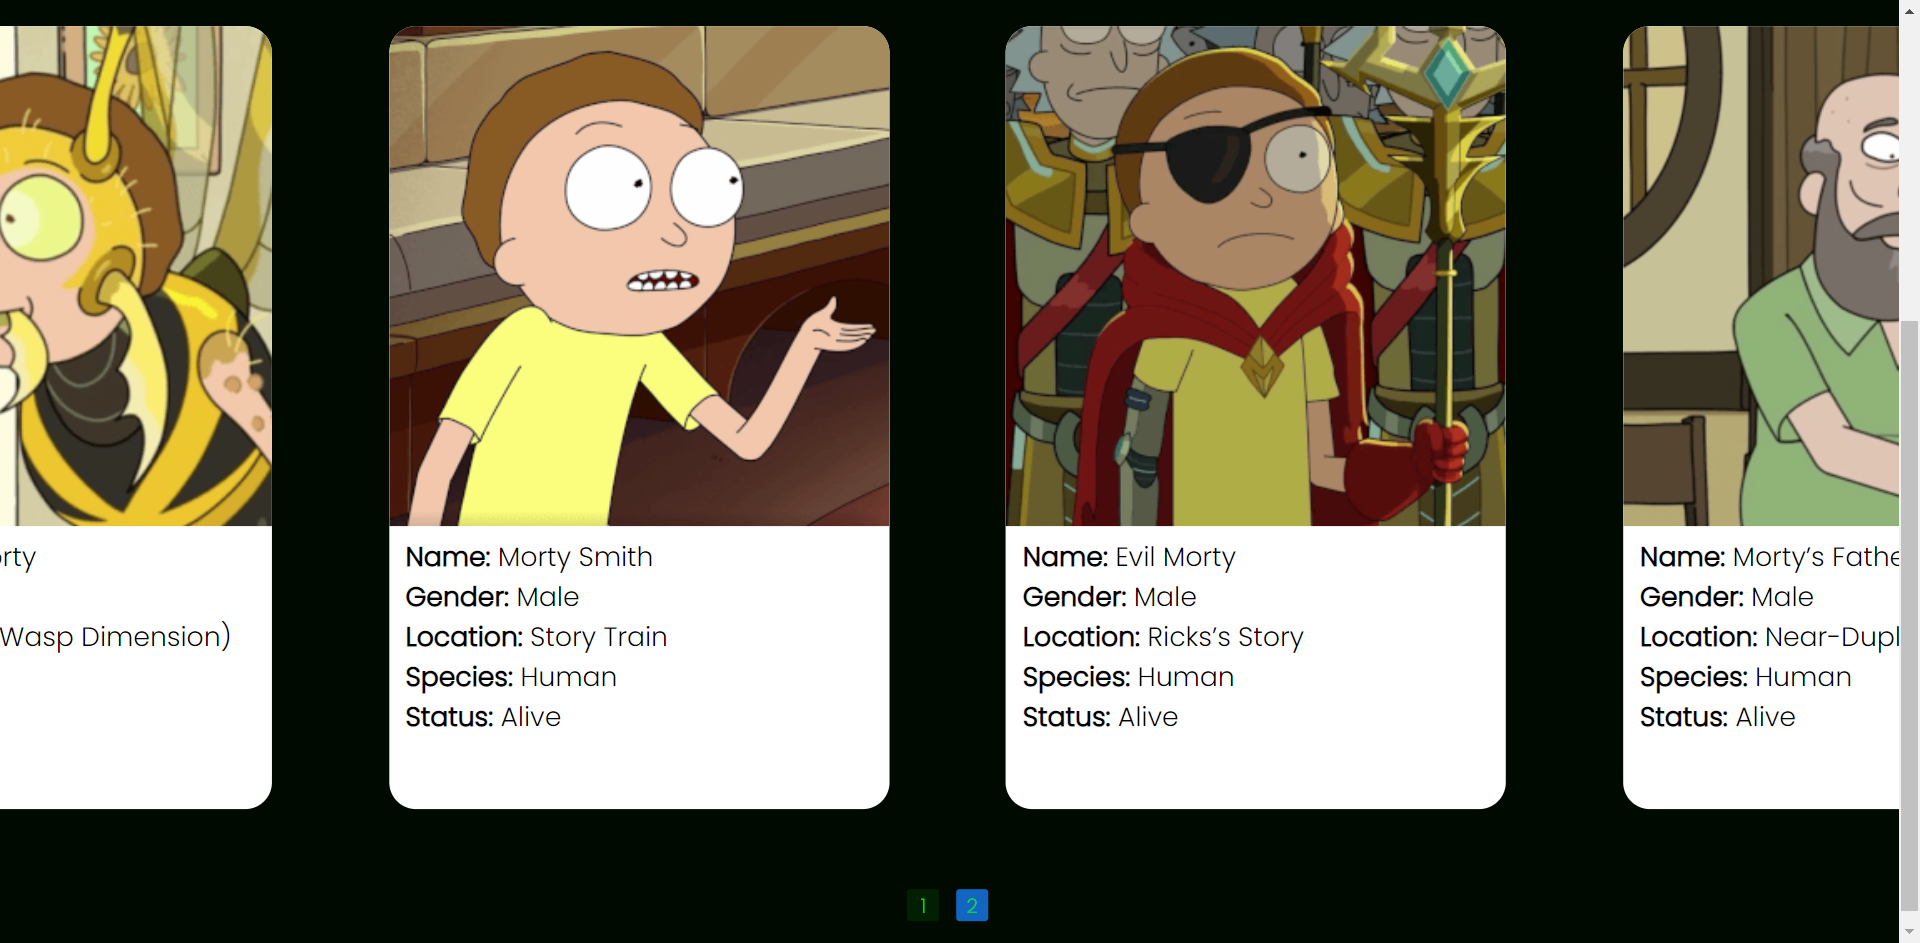 orty
Wasp Dimension)
Name: Morty Smith
Gender: Male
Location: Story Train
Species: Human
Status: Alive
Name: Evil Morty
Gender: Male
Location: Ricks's Story
Species: Human
Status: Alive
Name: Morty's Fathe
Gender: Male
Location: Near-Dupl
Species: Human
Status: Alive
1 2